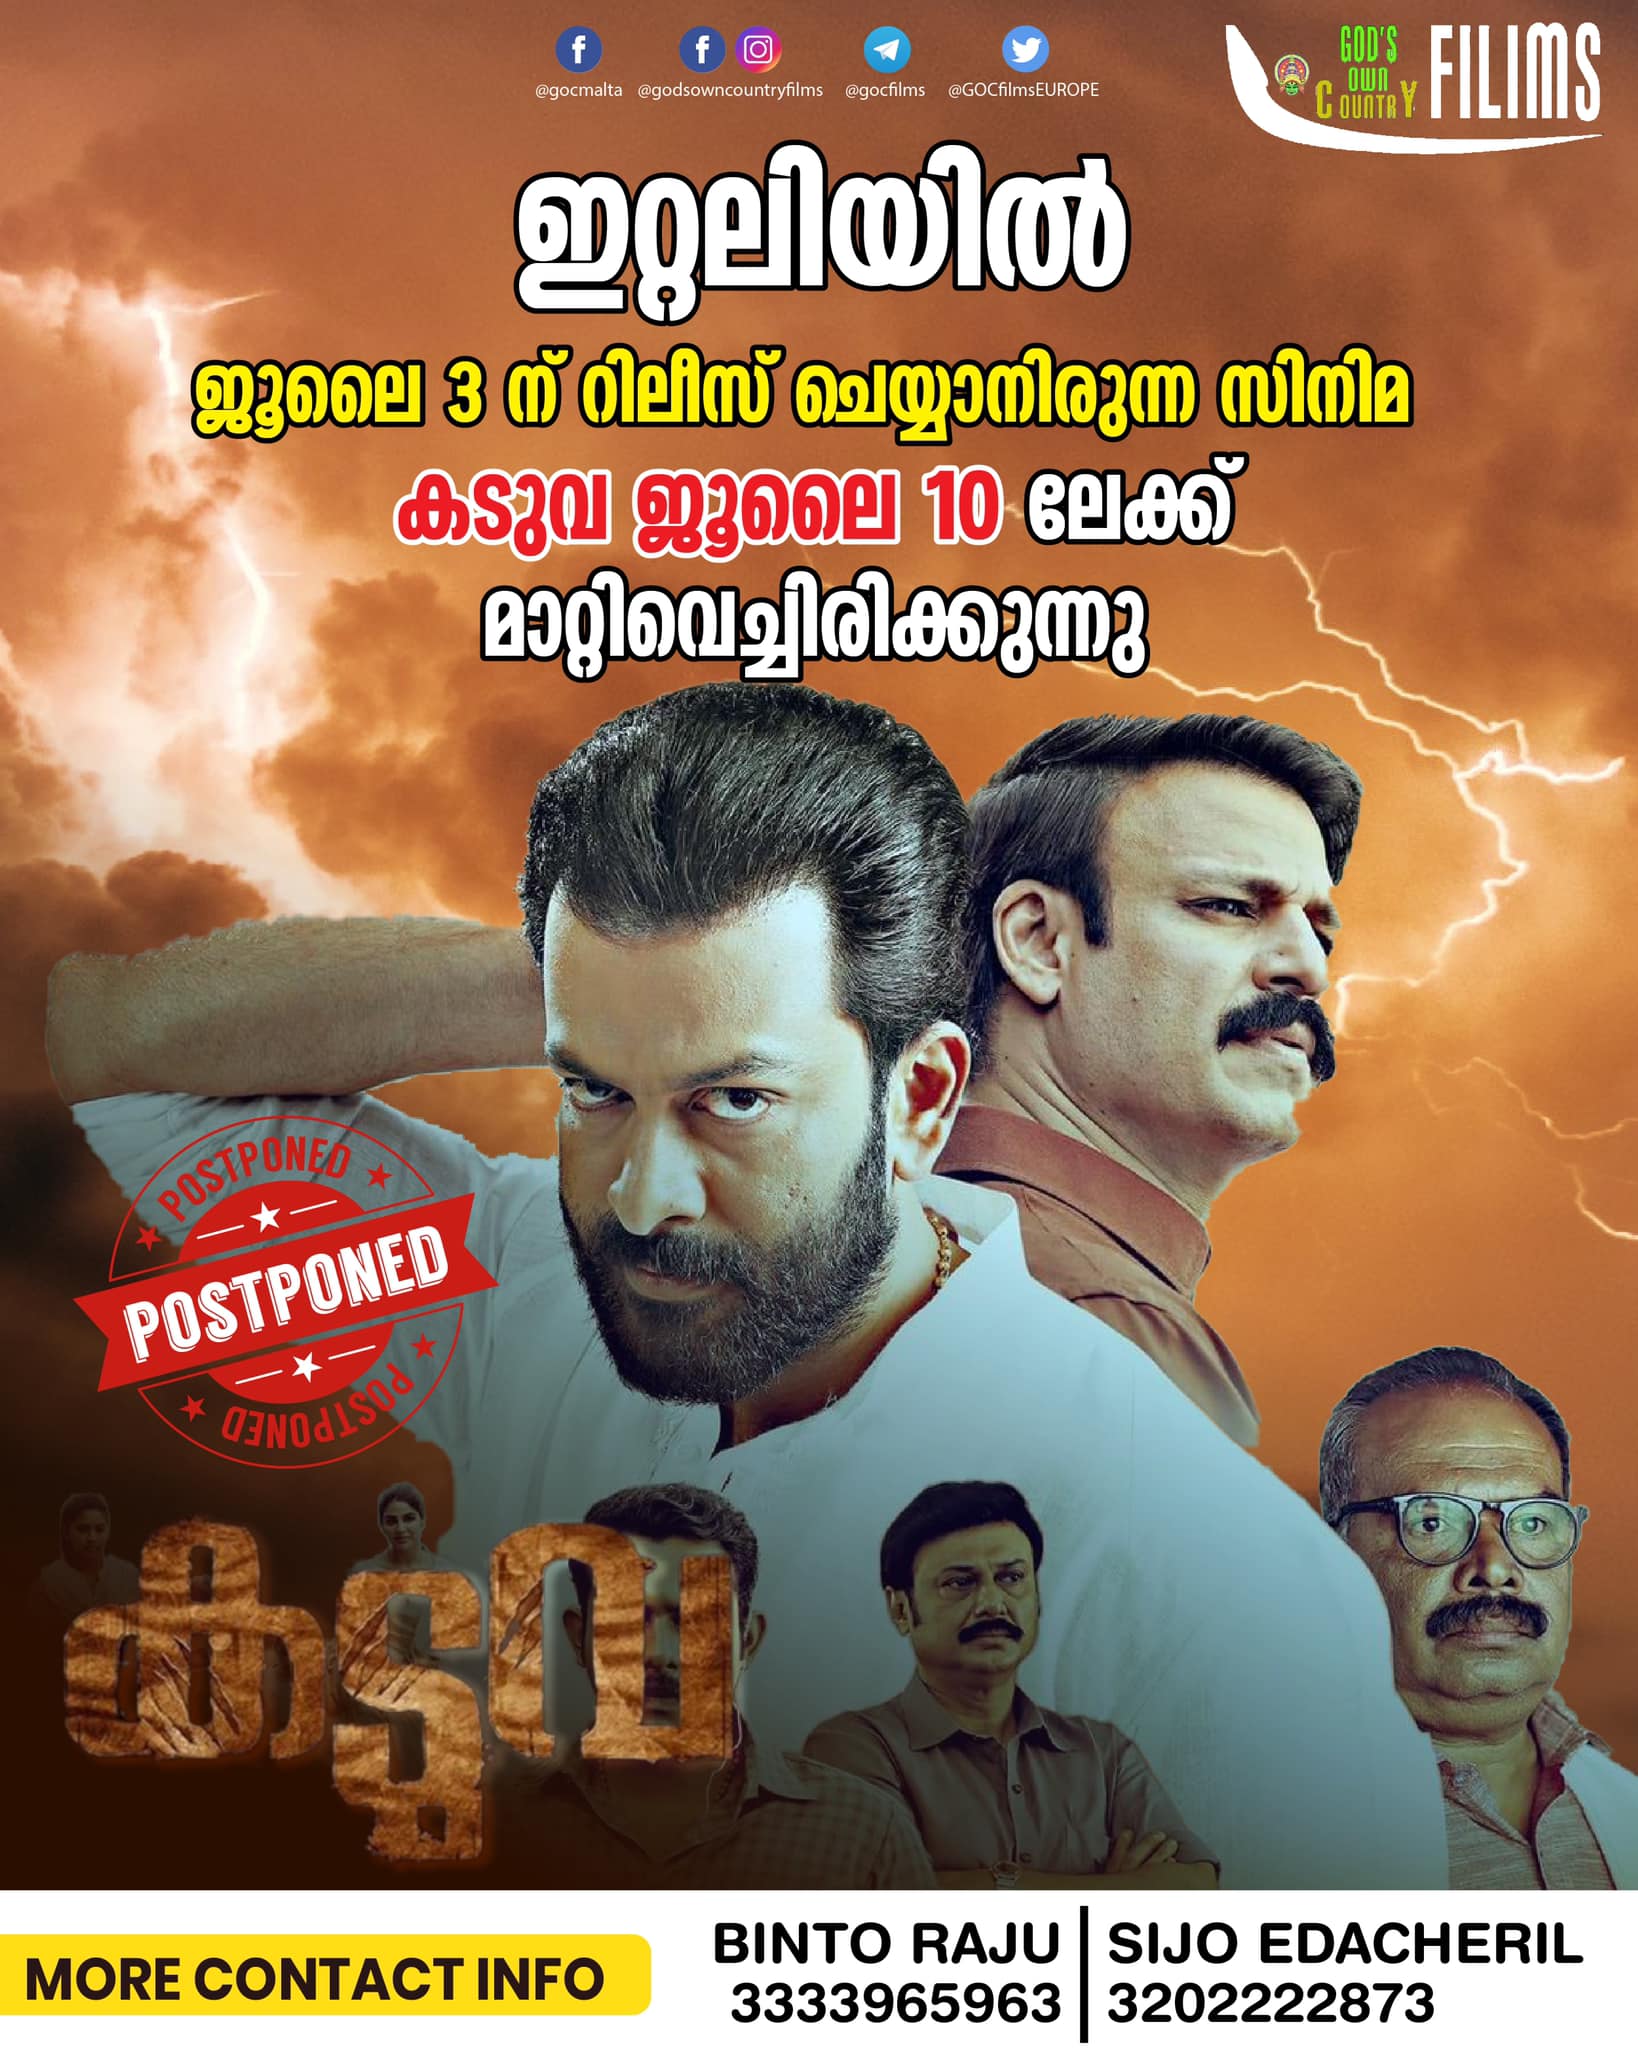 @gocmalta @godsowncountryfilms @gocfilms @GOCfilmsEUROPE
GOD'S
OWN
COUNTRY
FILIMS
ഇറ്റലിയിൽ
ജൂലൈ 3 ന് റിലീസ് ചെയ്യാനിരുന്ന സിനിമ
കടുവ ജൂലൈ 10 ലേക്ക്
മാറ്റിവെച്ചിരിക്കുന്നു
POSTPONED
POSTPONED
POSTPONED
കടുവ
MORE CONTACT INFO
BINTO RAJU
3333965963
SIJO EDACHERIL
3202222873